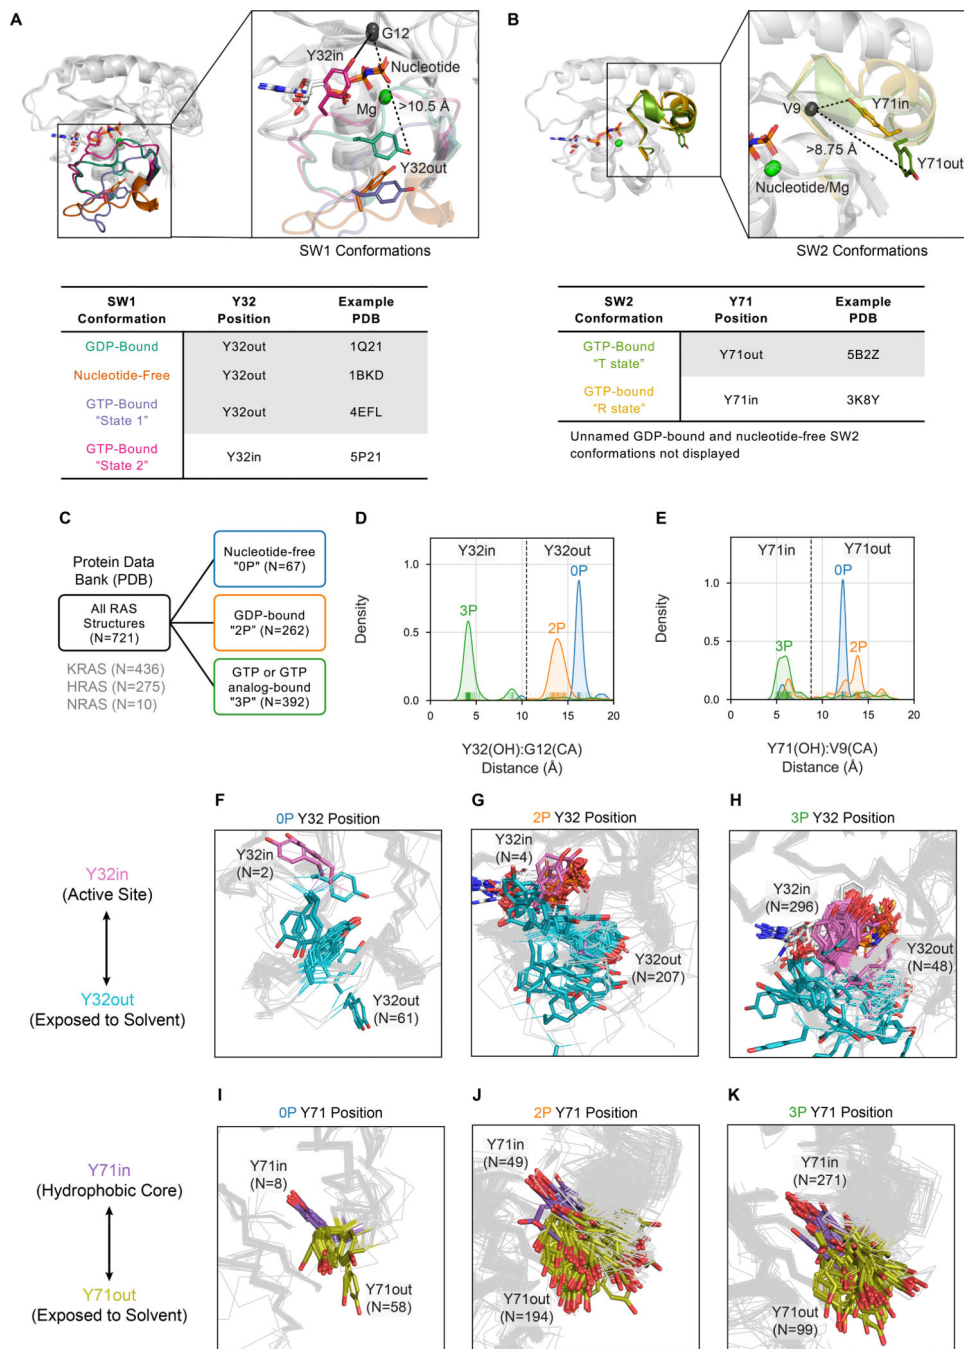 A
G12
Y32in
Nucleotide
Mg
>10.5 Å
Y32out
SW1 Conformations
B
V9
Y71in
>8.75 Å
Y71out
Nucleotide/Mg
SW2 Conformations
SW1 Conformation Y32 Position Example PDB
GDP-Bound Y32out 1Q21
Nucleotide-Free Y32out 1BKD
GTP-Bound "State 1" Y32out 4EFL
GTP-Bound "State 2" Y32in 5P21
SW2 Conformation Y71 Position Example PDB
GTP-Bound "T state" Y71out 5B2Z
GTP-bound "R state" Y71in 3K8Y
Unnamed GDP-bound and nucleotide-free SW2
conformations not displayed
C
Protein Data
Bank (PDB)
All RAS
Structures
(N=721)
KRAS (N=436)
HRAS (N=275)
NRAS (N=10)
Nucleotide-free
"0P" (N=67)
GDP-bound
"2P" (N=262)
GTP or GTP
analog-bound
"3P" (N=392)
D
Y32in Y32out
0P
3P
2P
Density
1.0
0.5
0.0
0 5 10 15 20
Y32(OH):G12(CA)
Distance (Å)
E
Y71in Y71out
0P
3P
2P
Density
1.0
0.5
0.0
0 5 10 15 20
Y71(OH):V9(CA)
Distance (Å)
Y32in
(Active Site)
Y32out
(Exposed to Solvent)
F
0P Y32 Position
Y32in
(N=2)
Y32out
(N=61)
G
2P Y32 Position
Y32in
(N=4)
Y32out
(N=207)
H
3P Y32 Position
Y32in
(N=296)
Y32out
(N=48)
Y71in
(Hydrophobic Core)
Y71out
(Exposed to Solvent)
I
0P Y71 Position
Y71in
(N=8)
Y71out
(N=58)
J
2P Y71 Position
Y71in
(N=49)
Y71out
(N=194)
K
3P Y71 Position
Y71in
(N=271)
Y71out
(N=99)